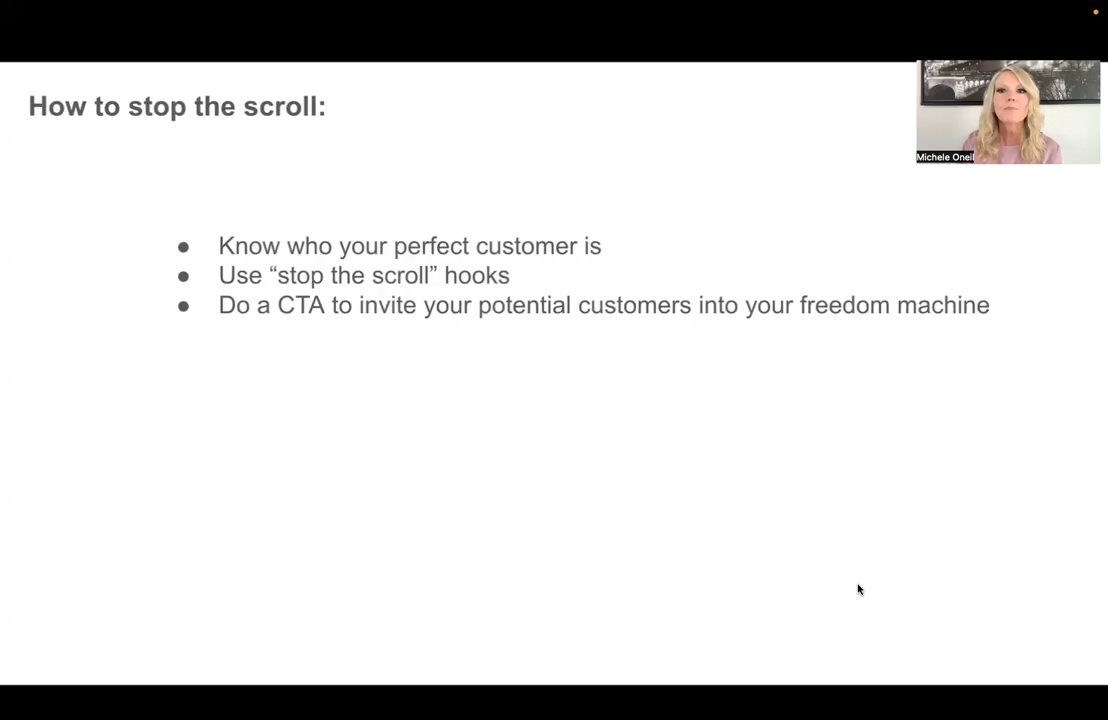 How to stop the scroll:
Michele Oneil
● Know who your perfect customer is
● Use “stop the scroll” hooks
● Do a CTA to invite your potential customers into your freedom machine